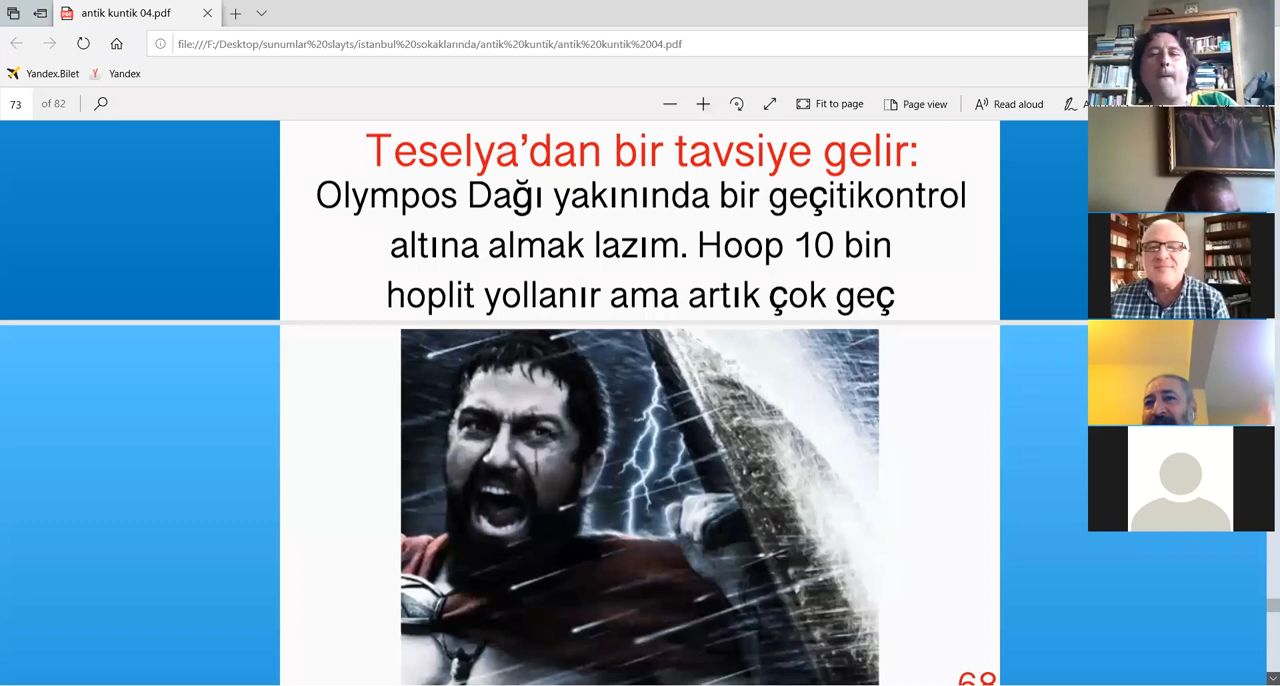 antik kuntik 04.pdf
file:///F:/Desktop/sunumlar%20slayts/istanbul%20sokaklarında/antik%20kuntik/antik%20kuntik%2004.pdf
Yandex.Bilet Yandex
73 of 82 Fit to page Page view Read aloud
Teselya’dan bir tavsiye gelir:
Olympos Dağı yakınında bir geçitikontrol
altına almak lazım. Hoop 10 bin
hoplit yollanır ama artık çok geç
68